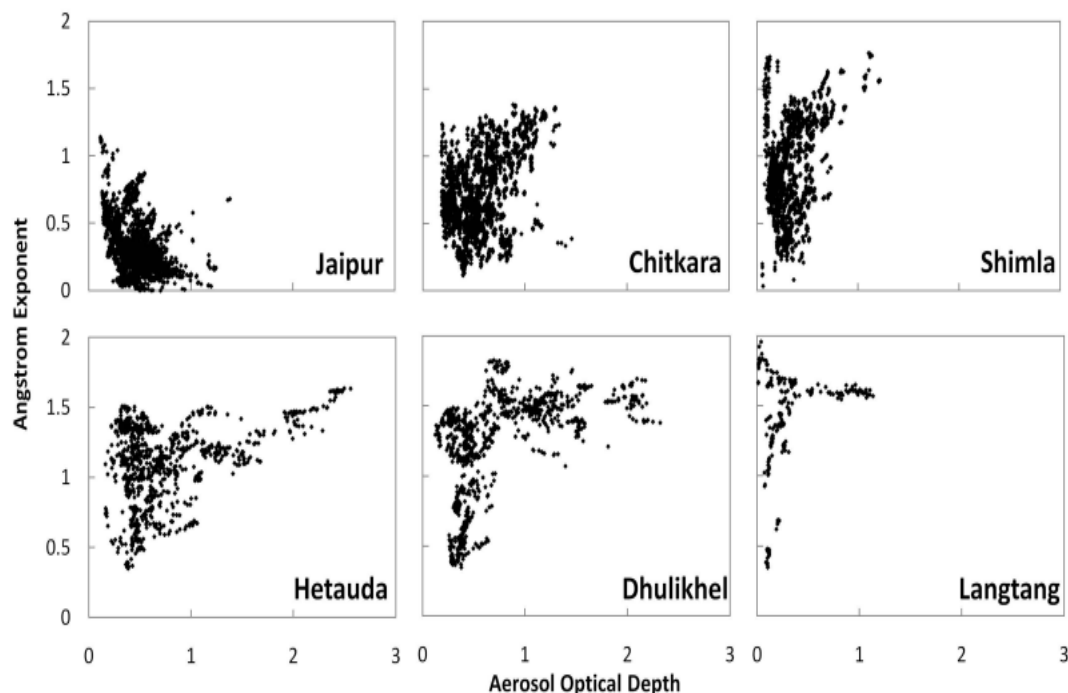 2
1.5
1
0.5
0
Jaipur
Chitkara
Shimla
Angstrom Exponent
2
1.5
1
0.5
0
Hetauda
Dhulikhel
Langtang
0 1 2 3 0 1 2 3 0 1 2 3
Aerosol Optical Depth